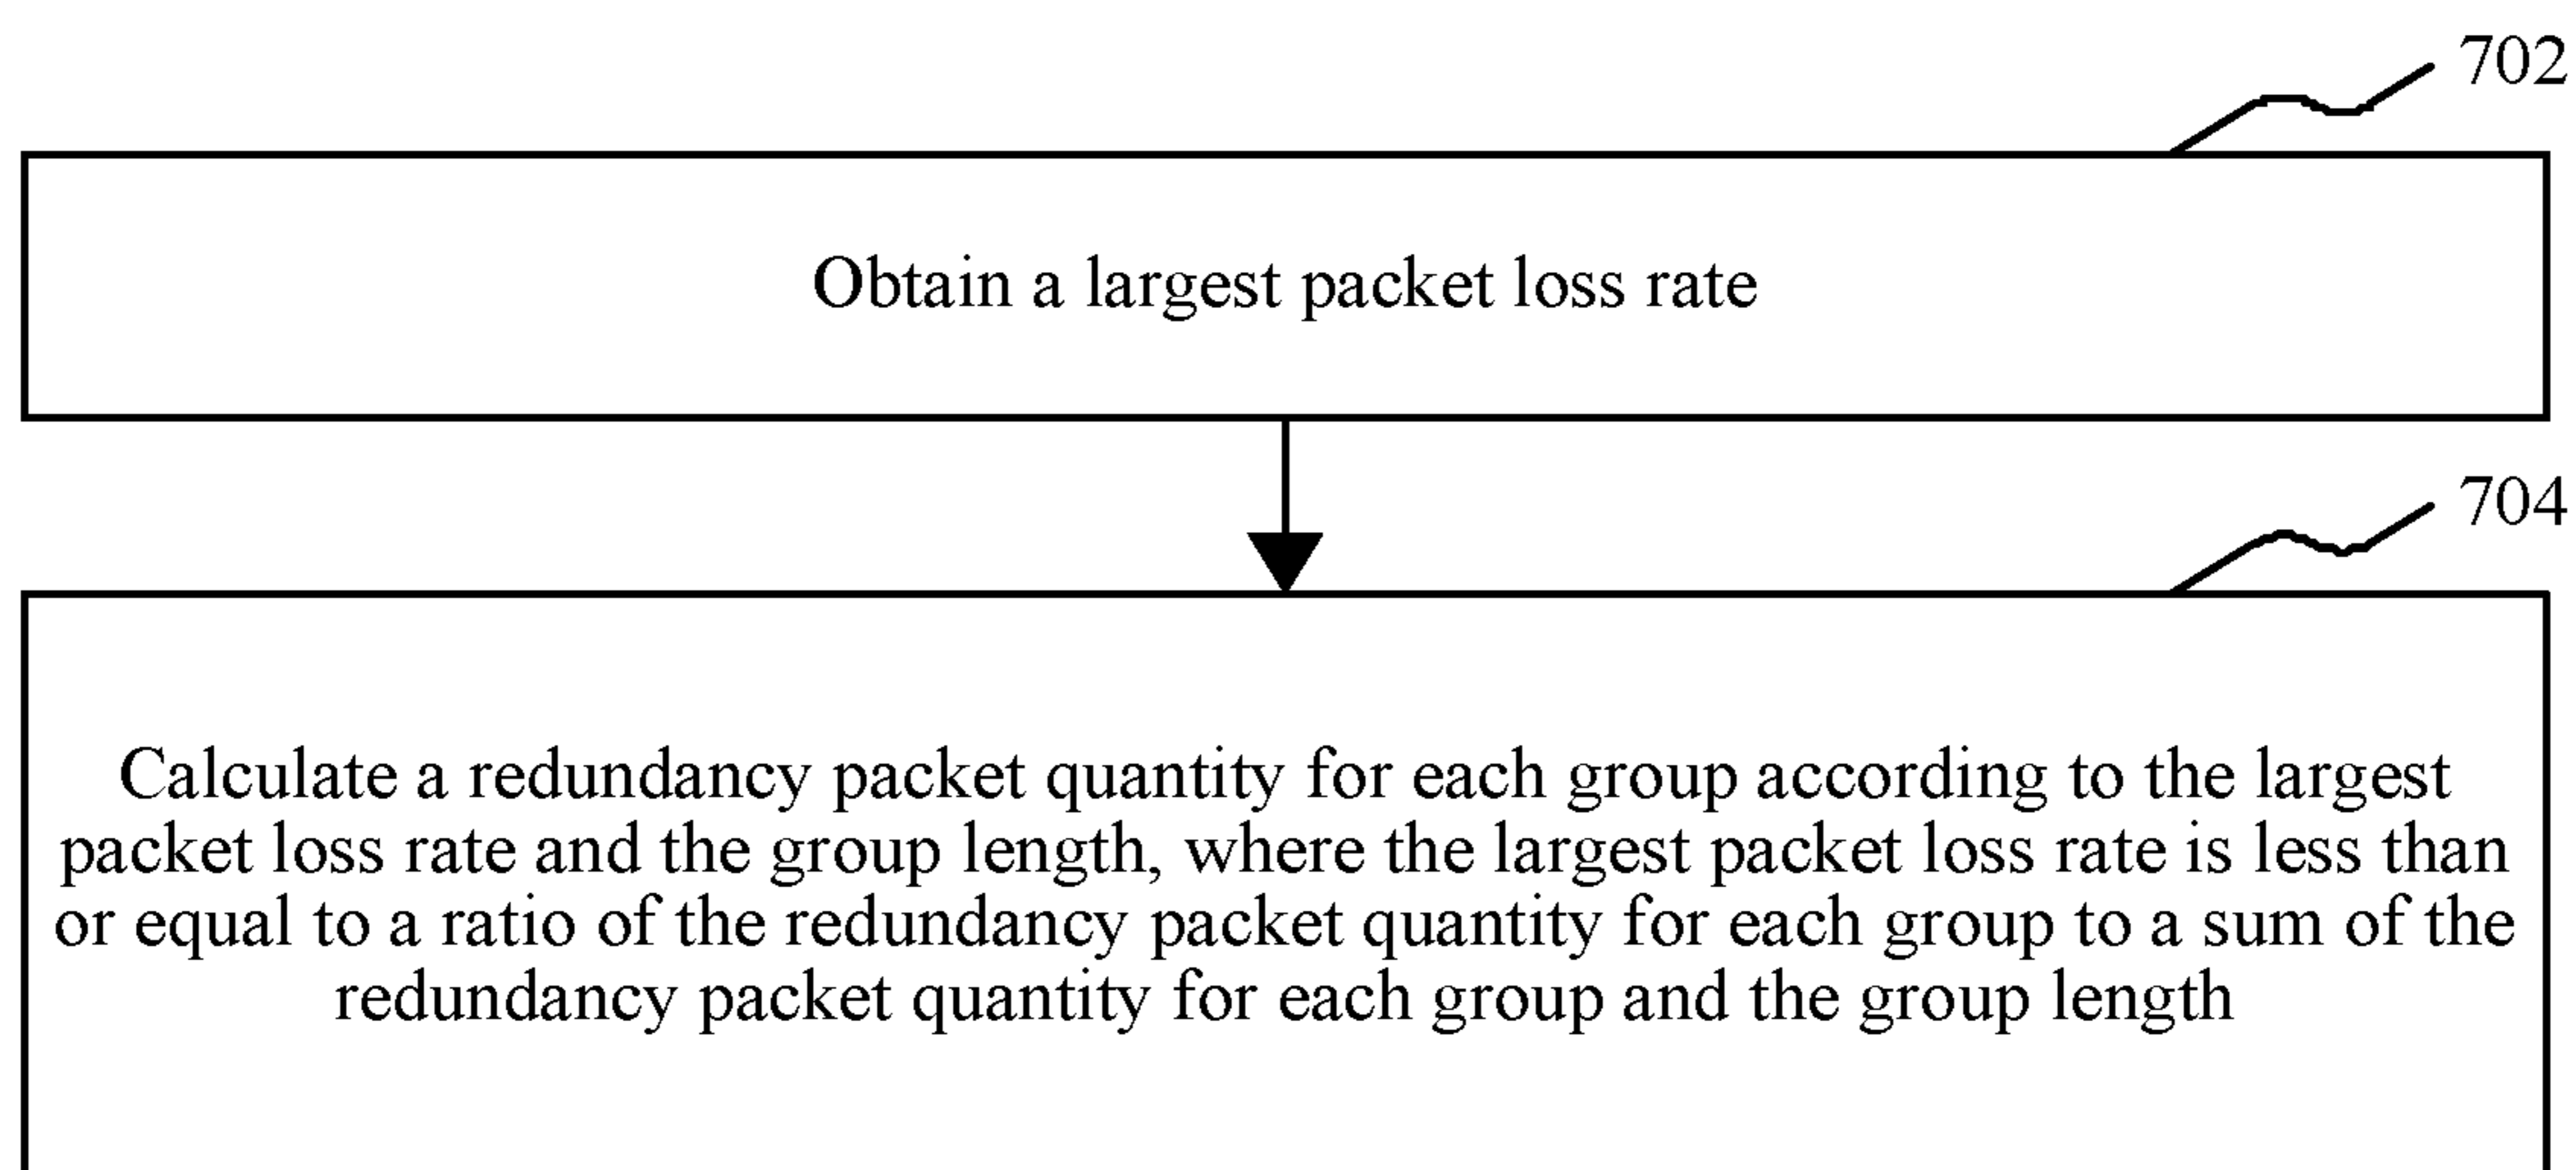 702
Obtain a largest packet loss rate
704
Calculate a redundancy packet quantity for each group according to the largest
packet loss rate and the group length, where the largest packet loss rate is less than
or equal to a ratio of the redundancy packet quantity for each group to a sum of the
redundancy packet quantity for each group and the group length